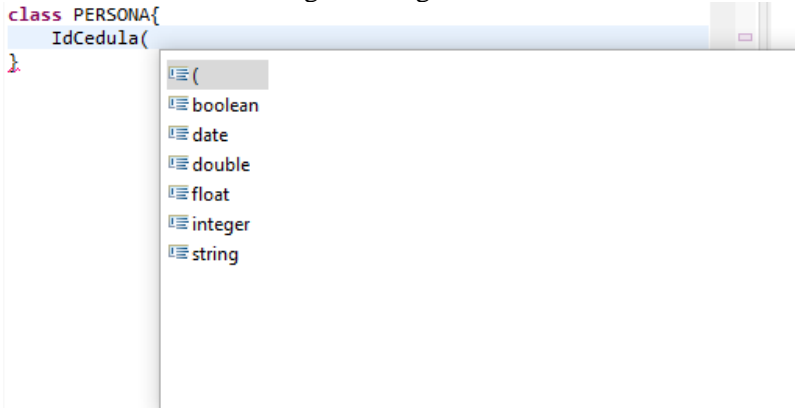 class PERSONA{
IdCedula(
}
(
boolean
date
double
float
integer
string